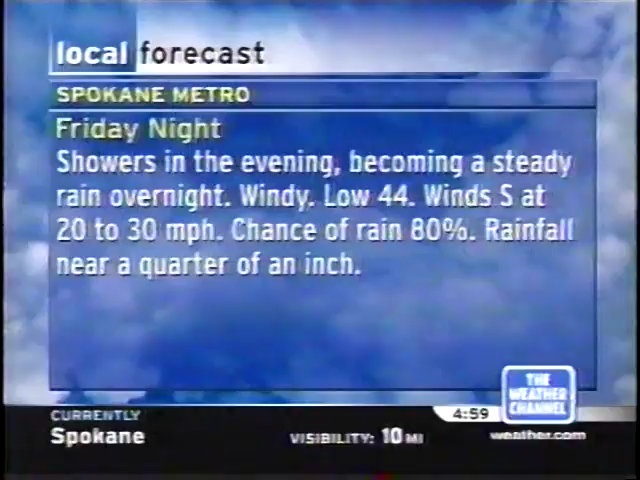 local forecast
SPOKANE METRO
Friday Night
Showers in the evening, becoming a steady
rain overnight. Windy. Low 44. Winds S at
20 to 30 mph. Chance of rain 80%. Rainfall
near a quarter of an inch.
THE
WEATHER
CHANNEL
CURRENTLY
4:59
Spokane
VISIBILITY: 10 MI
weather.com